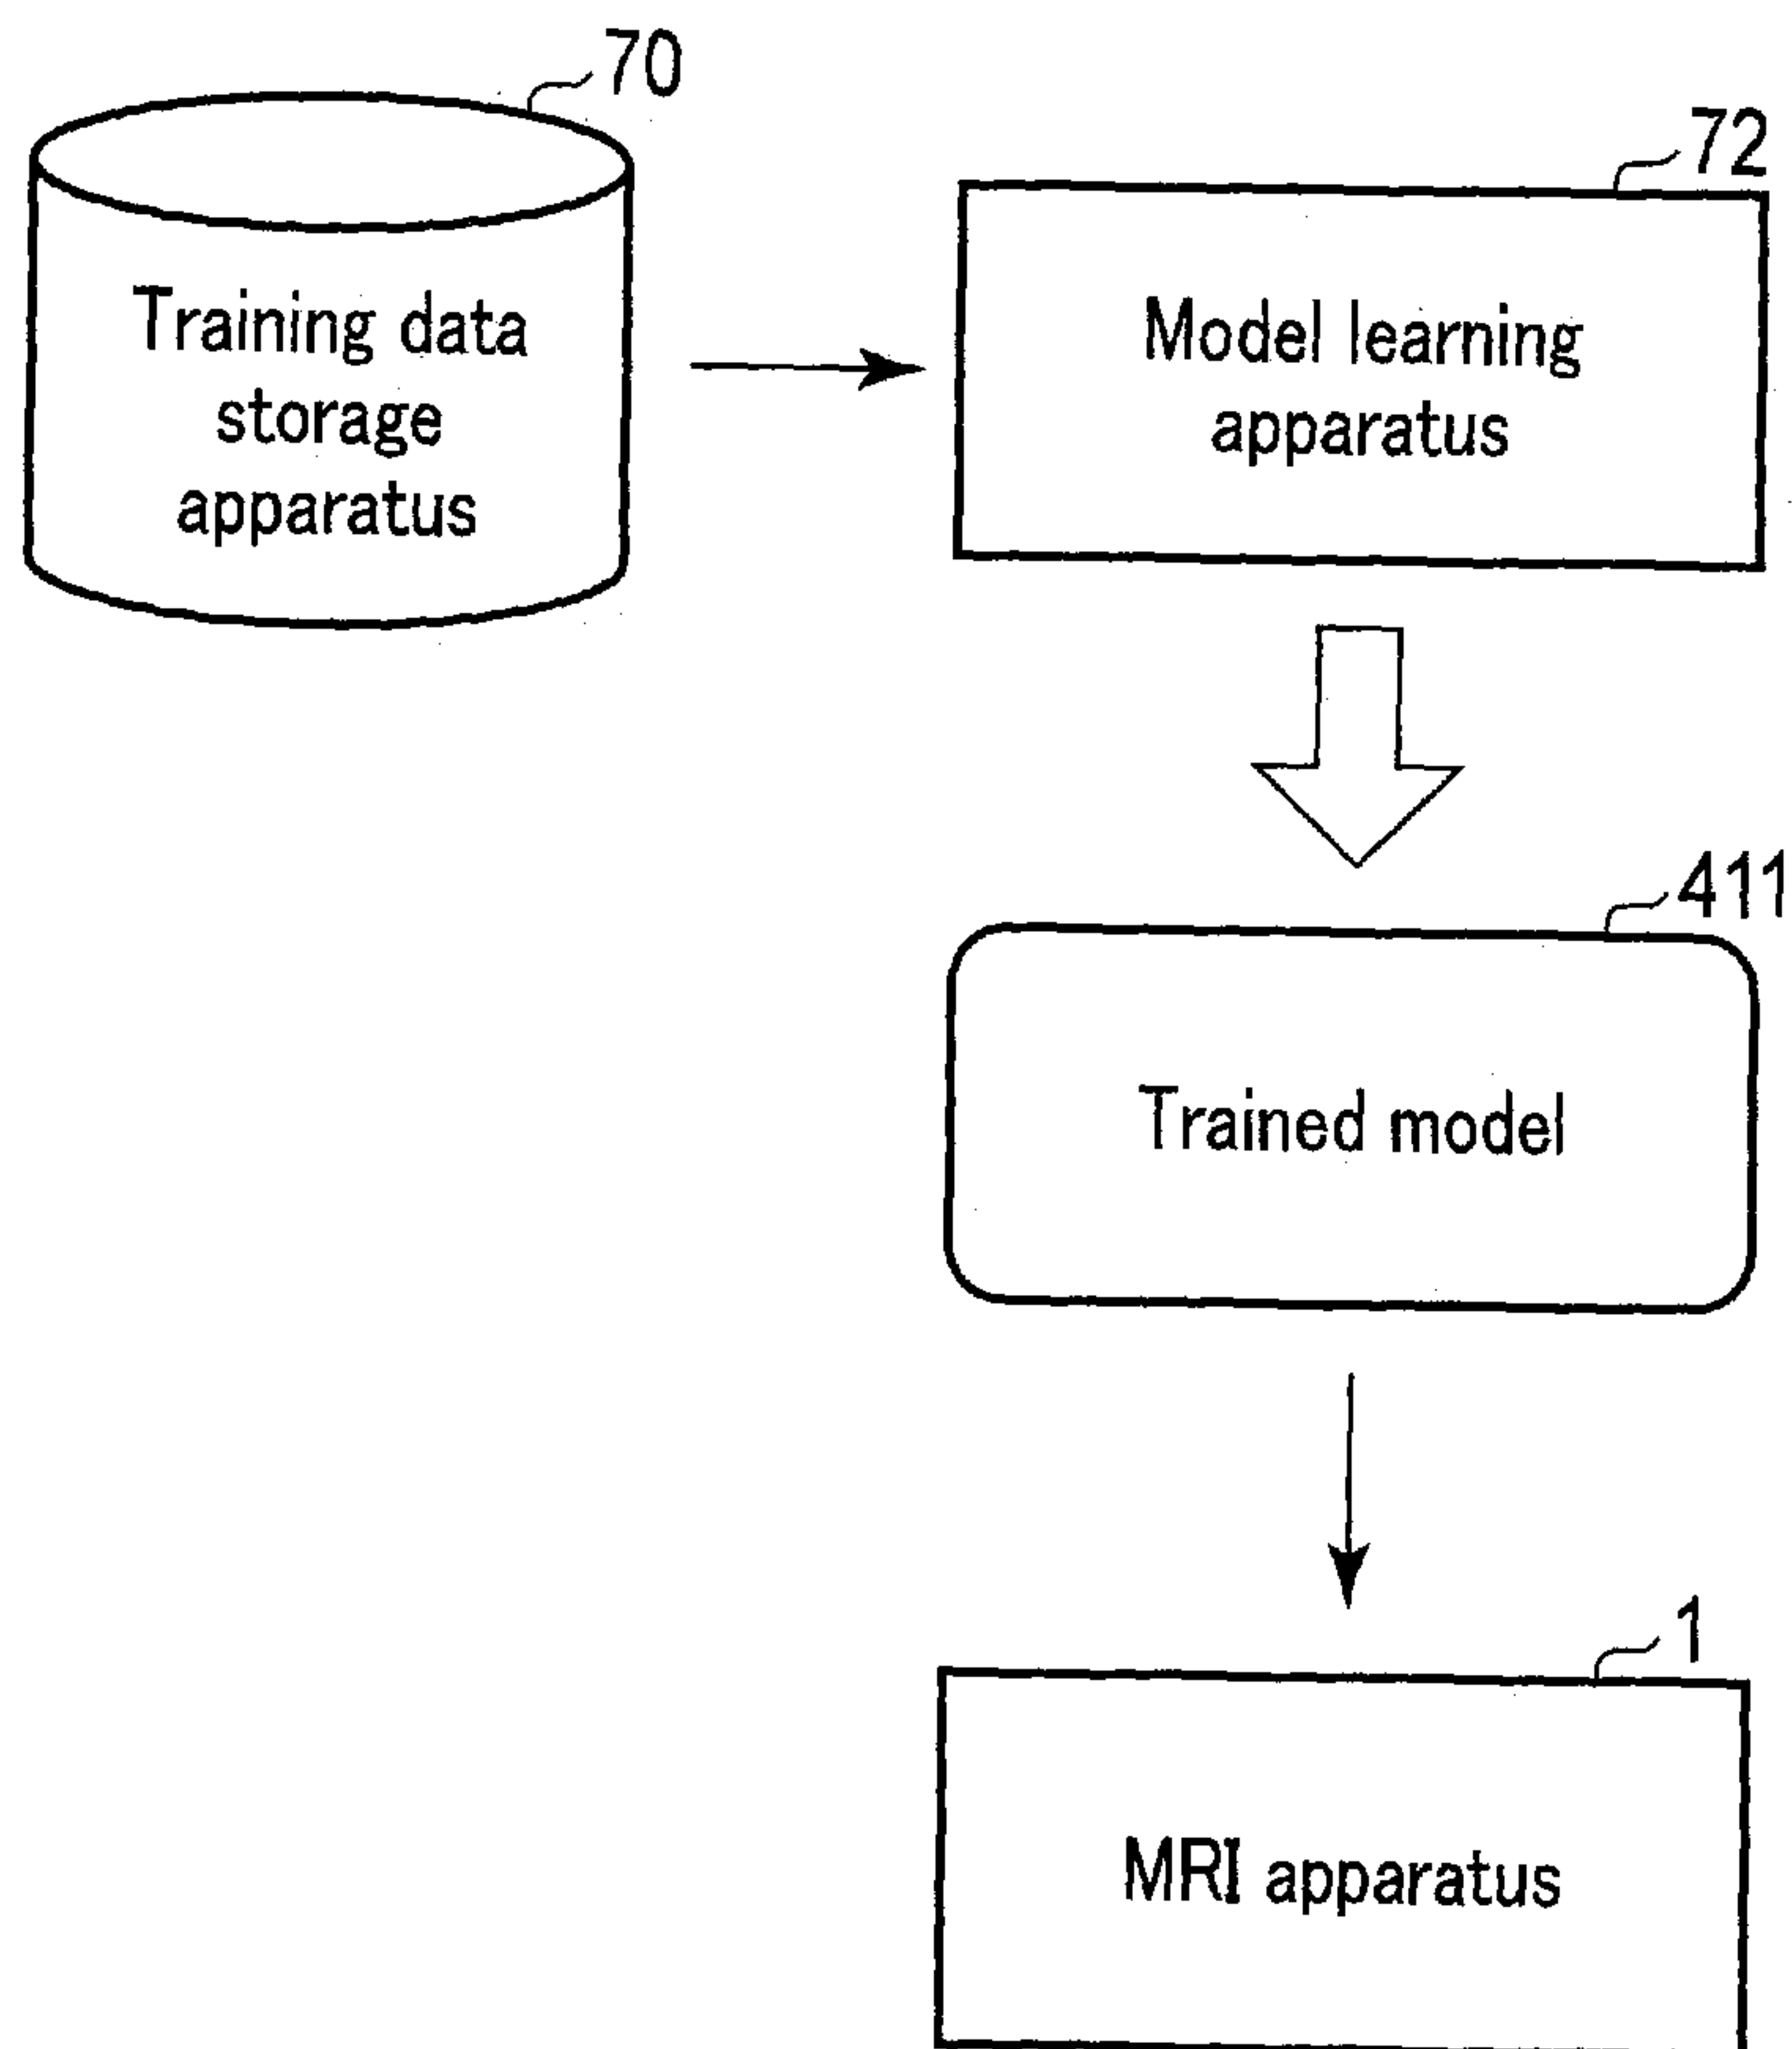 70
Training data
storage
apparatus
72
Model learning
apparatus
411
Trained model
1
MRI apparatus